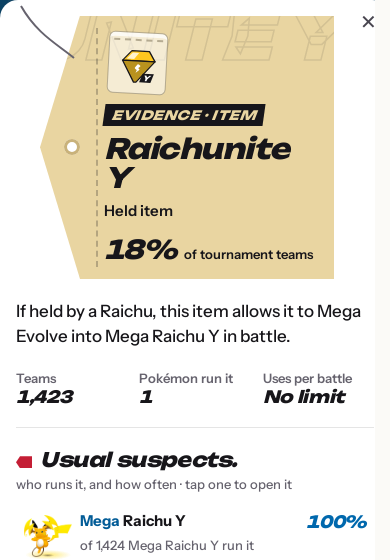 UNITE Y
×
Y
EVIDENCE · ITEM
Raichunite
Y
Held item
18% of tournament teams
If held by a Raichu, this item allows it to Mega
Evolve into Mega Raichu Y in battle.
Teams Pokémon run it Uses per battle
1,423 1 No limit
Usual suspects.
who runs it, and how often · tap one to open it
Mega Raichu Y 100%
of 1,424 Mega Raichu Y run it